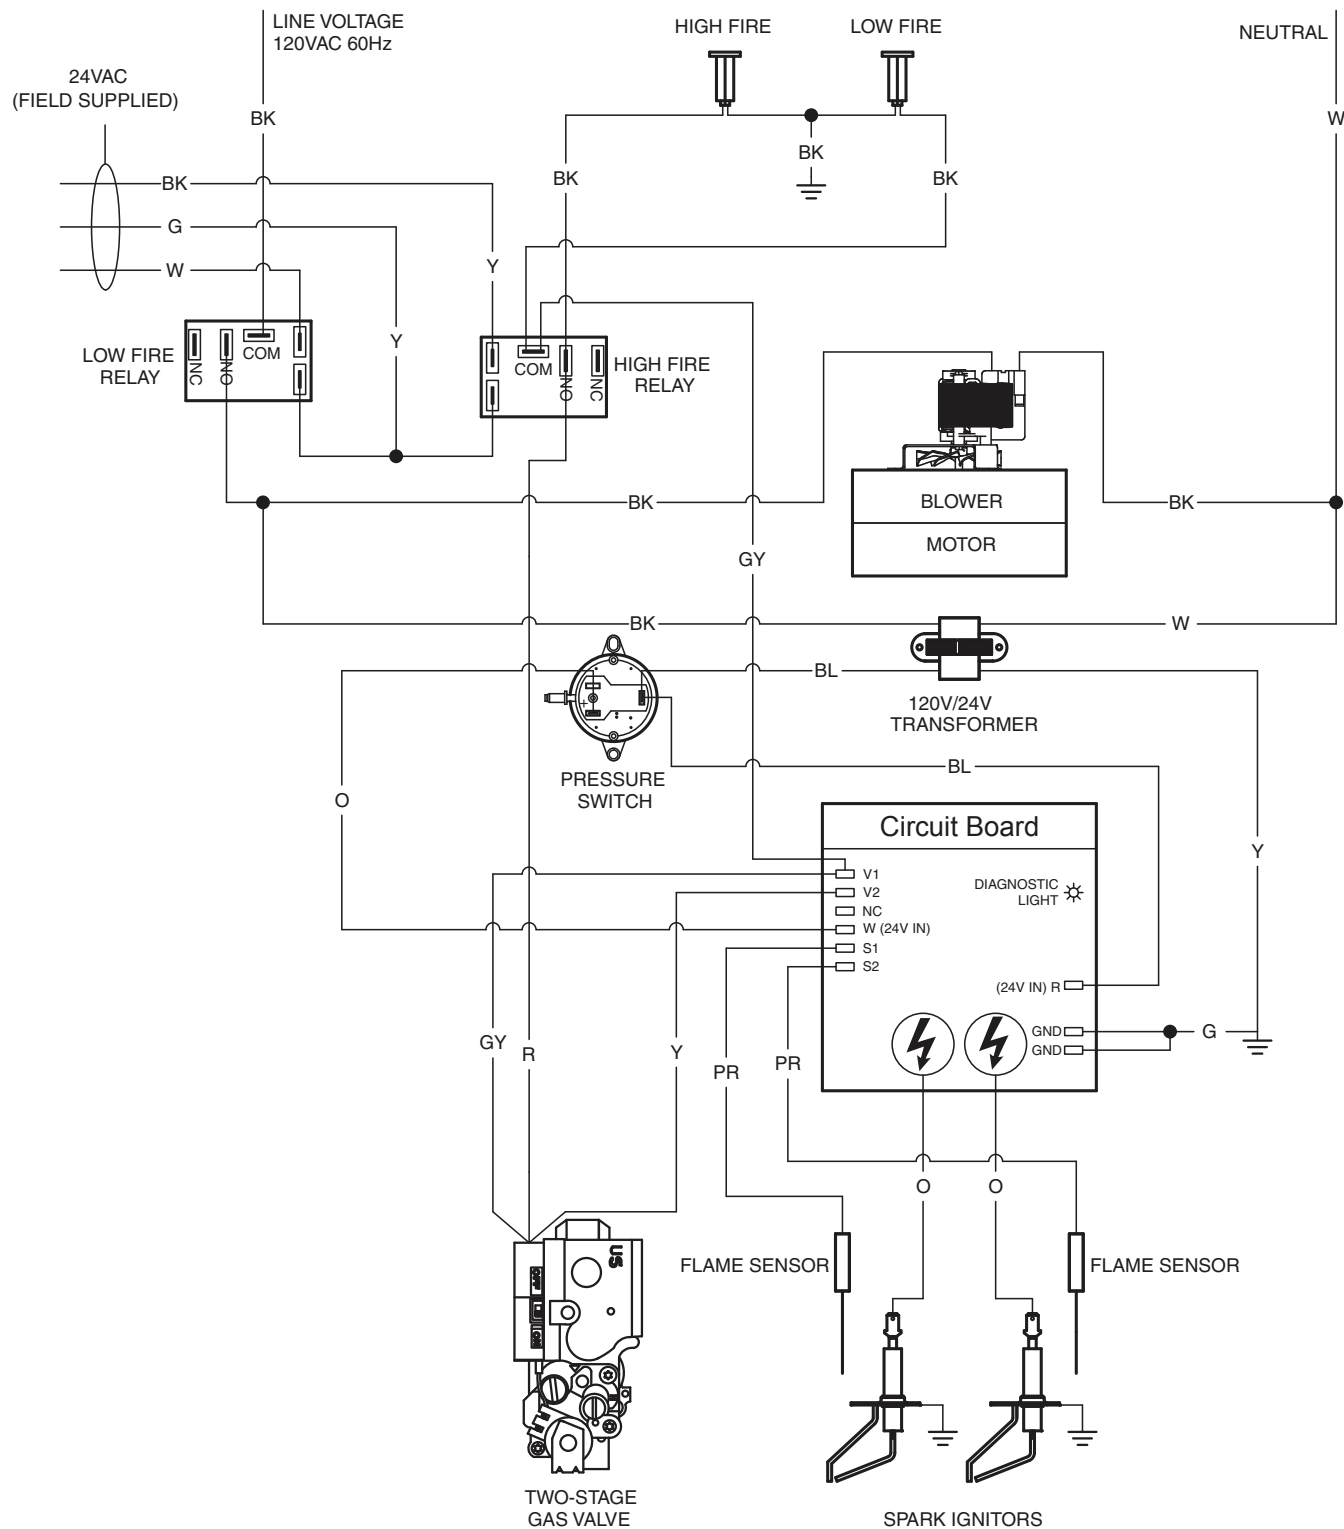 LINE VOLTAGE
120VAC 60Hz
HIGH FIRE
LOW FIRE
NEUTRAL
24VAC
(FIELD SUPPLIED)
BK
W
BK
BK
BK
BK
G
W
Y
Y
LOW FIRE
RELAY
NC
NO
COM
COM
NO
NC
HIGH FIRE
RELAY
BK
BLOWER
MOTOR
BK
GY
BK
W
BL
120V/24V
TRANSFORMER
PRESSURE
SWITCH
BL
O
Circuit Board
Y
V1
V2
NC
W (24V IN)
S1
S2
DIAGNOSTIC
LIGHT
(24V IN) R
GND
GND
G
GY
R
Y
PR
PR
O
O
FLAME SENSOR
FLAME SENSOR
US
OFF
ON
TWO-STAGE
GAS VALVE
SPARK IGNITORS